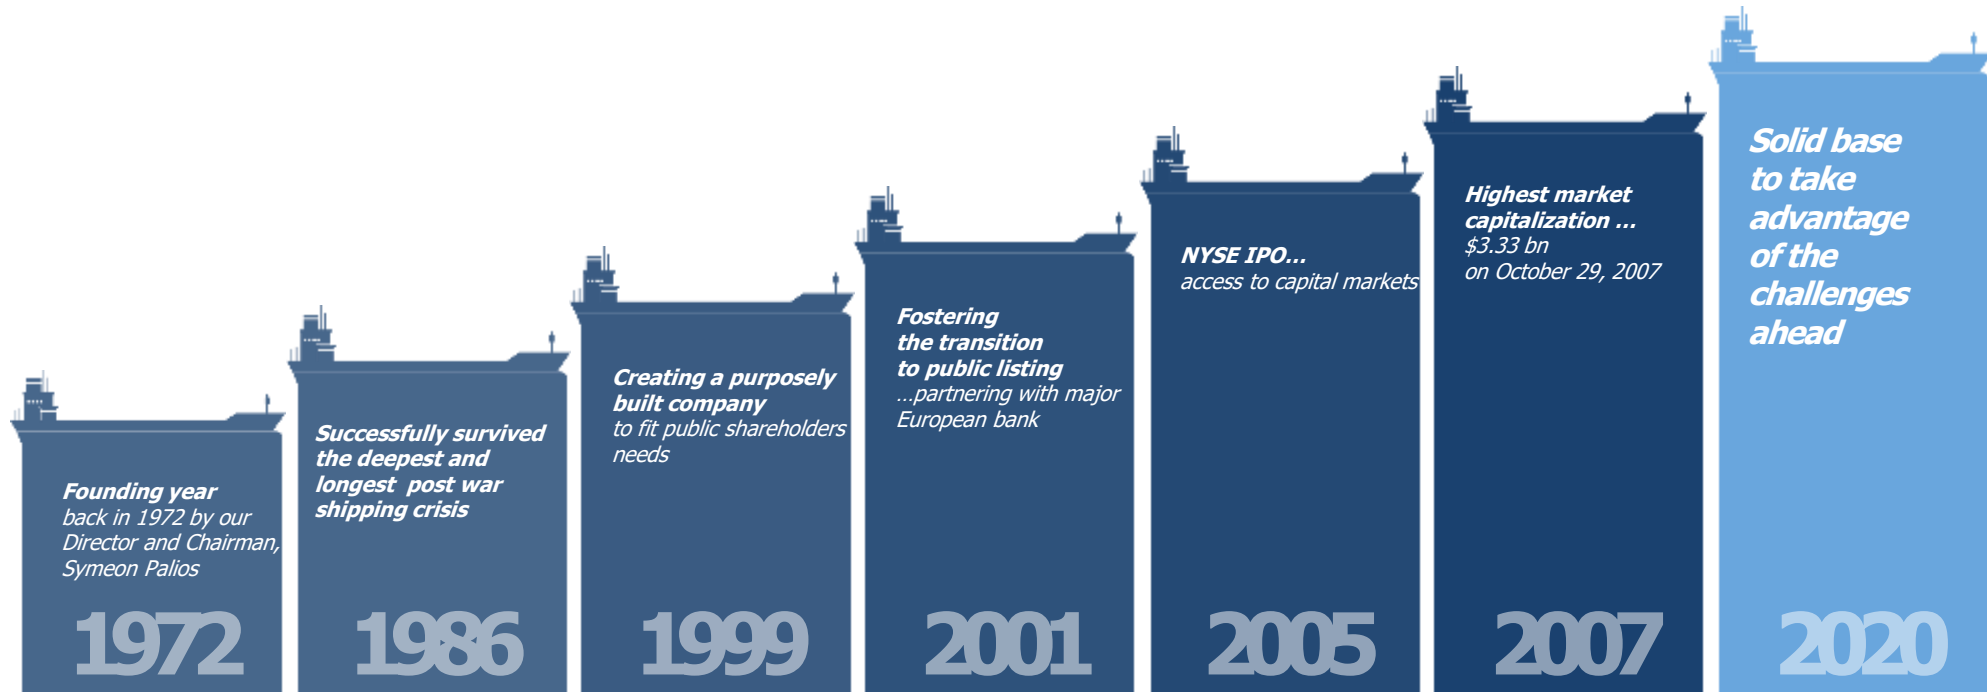 Founding year
back in 1972 by our
Director and Chairman,
Symeon Palios
1972
Successfully survived
the deepest and
longest  post war
shipping crisis
1986
Creating a purposely
built company
to fit public shareholders
needs
1999
Fostering
the transition
to public listing
...partnering with major
European bank
2001
NYSE IPO...
access to capital markets
2005
Highest market
capitalization ...
$3.33 bn
on October 29, 2007
2007
Solid base
to take
advantage
of the
challenges
ahead
2020